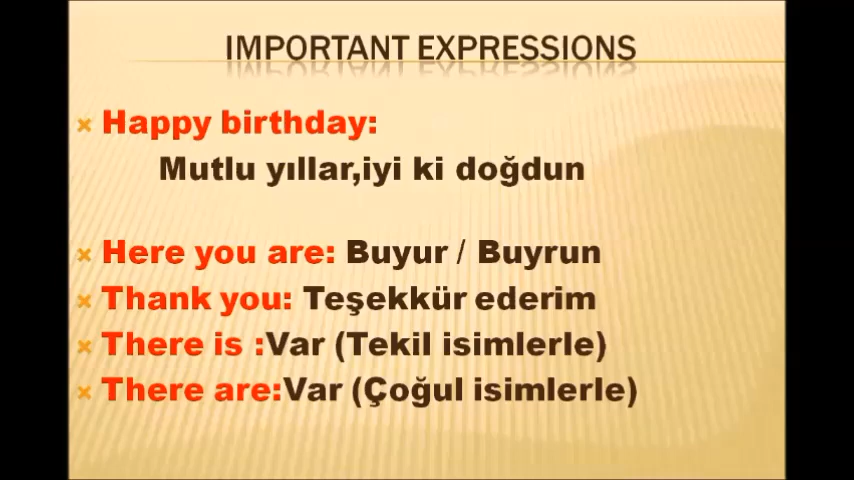 IMPORTANT EXPRESSIONS
Happy birthday:
Mutlu yıllar,iyi ki doğdun
Here you are: Buyur / Buyrun
Thank you: Teşekkür ederim
There is :Var (Tekil isimlerle)
There are:Var (Çoğul isimlerle)